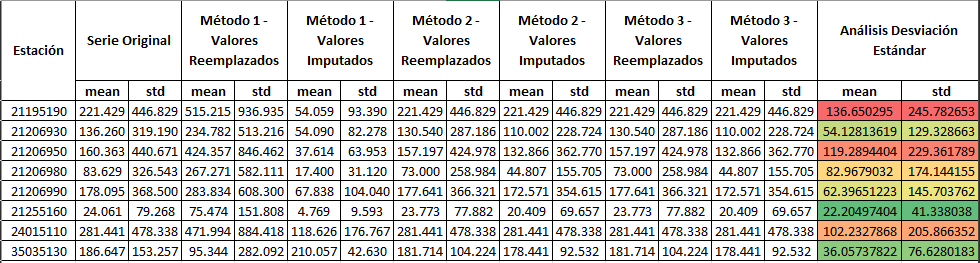 Estación Serie Original Método 1 - Valores Reemplazados Método 1 - Valores Imputados Método 2 - Valores Reemplazados Método 2 - Valores Imputados Método 3 - Valores Reemplazados Método 3 - Valores Imputados Análisis Desviación Estándar
mean std mean std mean std mean std mean std mean std mean std mean std
21195190 221.429 446.829 515.215 936.935 54.059 93.390 221.429 446.829 221.429 446.829 221.429 446.829 221.429 446.829 136.650295 245.782653
21206930 136.260 319.190 234.782 513.216 54.090 82.278 130.540 287.186 110.002 228.724 130.540 287.186 110.002 228.724 54.12813619 129.328663
21206950 160.363 440.671 424.357 846.462 37.614 63.953 157.197 424.978 132.866 362.770 157.197 424.978 132.866 362.770 119.2894404 229.361789
21206980 83.629 326.543 267.271 582.111 17.400 31.120 73.000 258.984 44.807 155.705 73.000 258.984 44.807 155.705 82.9679032 174.144155
21206990 178.095 368.500 283.834 608.300 67.838 104.040 177.641 366.321 172.571 354.615 177.641 366.321 172.571 354.615 62.39651223 145.703762
21255160 24.061 79.268 75.474 151.808 4.769 9.593 23.773 77.882 20.409 69.657 23.773 77.882 20.409 69.657 22.20497404 41.338038
24015110 281.441 478.338 471.994 884.418 118.626 176.767 281.441 478.338 281.441 478.338 281.441 478.338 281.441 478.338 102.2327868 205.866352
35035130 186.647 153.257 95.344 282.092 210.057 42.630 181.714 104.224 178.441 92.532 181.714 104.224 178.441 92.532 36.05737822 76.6280183